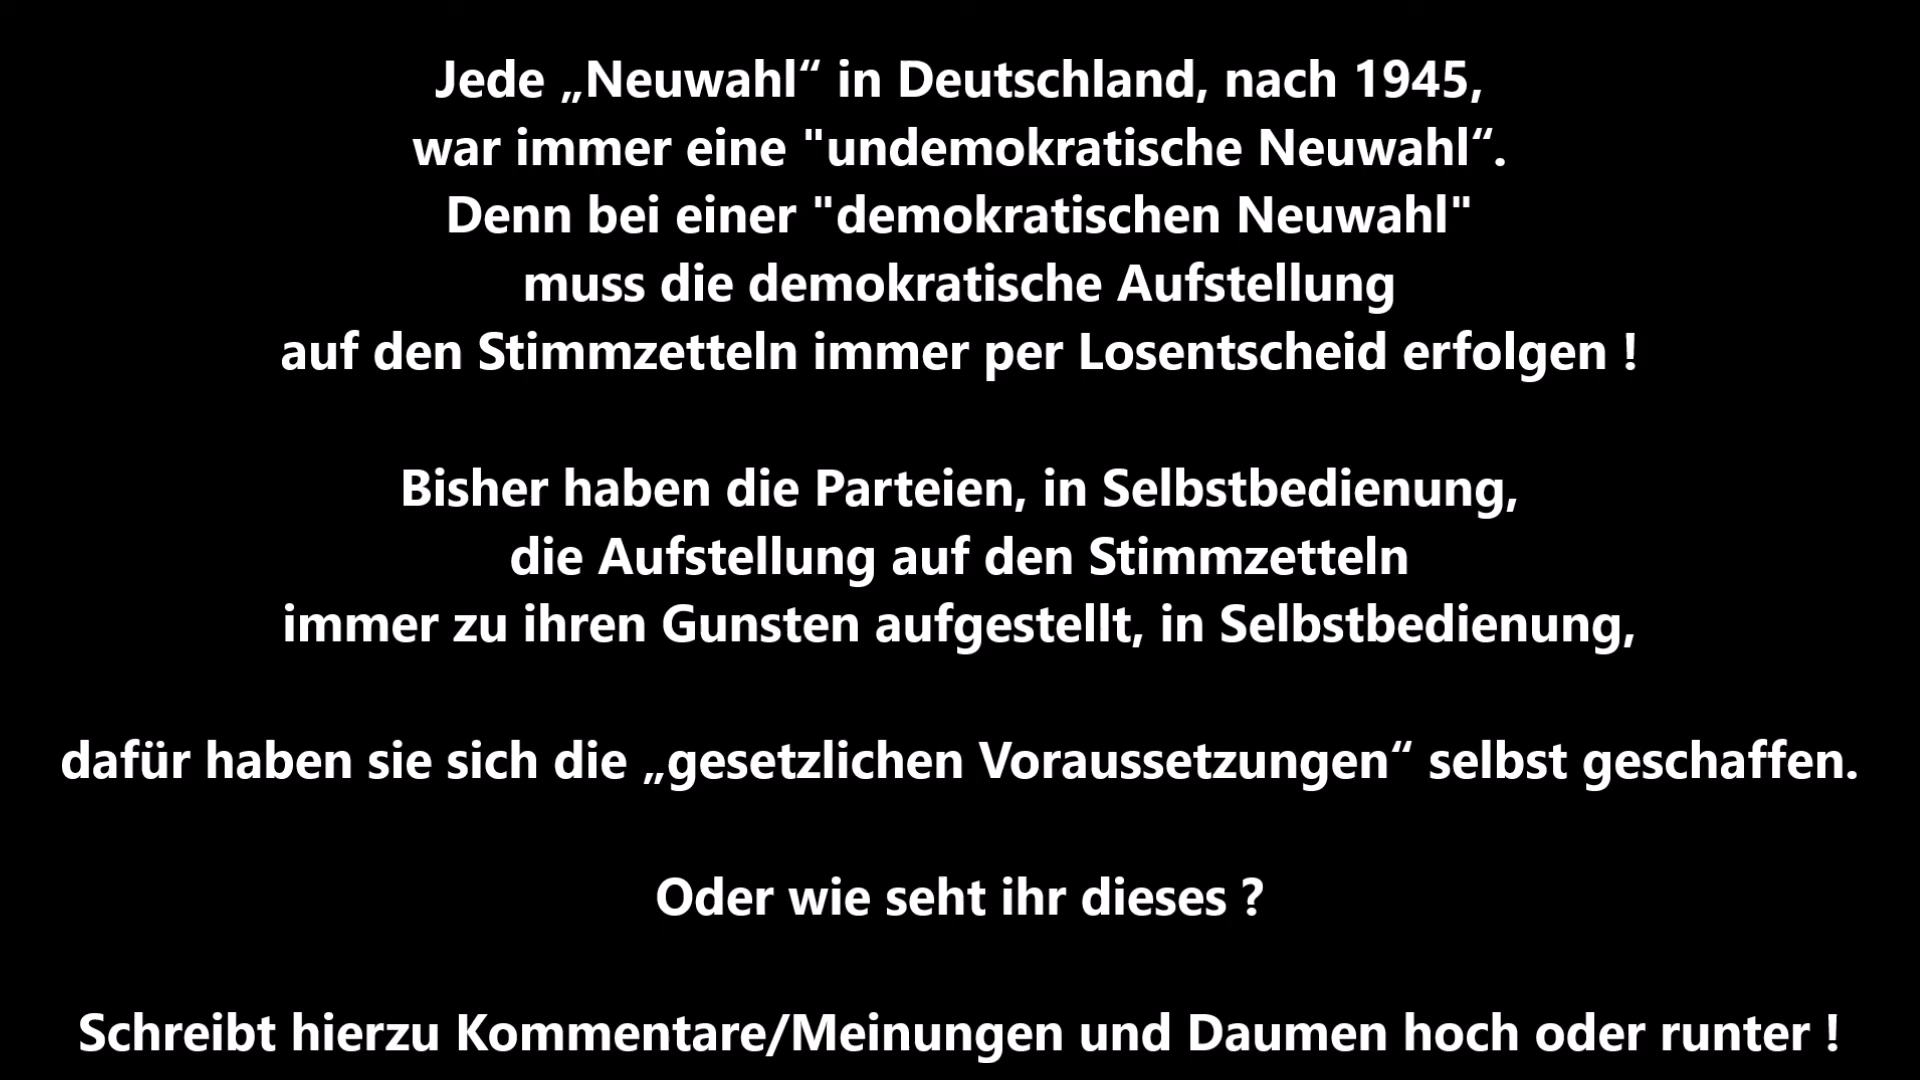 Jede „Neuwahl“ in Deutschland, nach 1945,
war immer eine "undemokratische Neuwahl“.
Denn bei einer "demokratischen Neuwahl"
muss die demokratische Aufstellung
auf den Stimmzetteln immer per Losentscheid erfolgen !
Bisher haben die Parteien, in Selbstbedienung,
die Aufstellung auf den Stimmzetteln
immer zu ihren Gunsten aufgestellt, in Selbstbedienung,
dafür haben sie sich die „gesetzlichen Voraussetzungen“ selbst geschaffen.
Oder wie seht ihr dieses ?
Schreibt hierzu Kommentare/Meinungen und Daumen hoch oder runter !